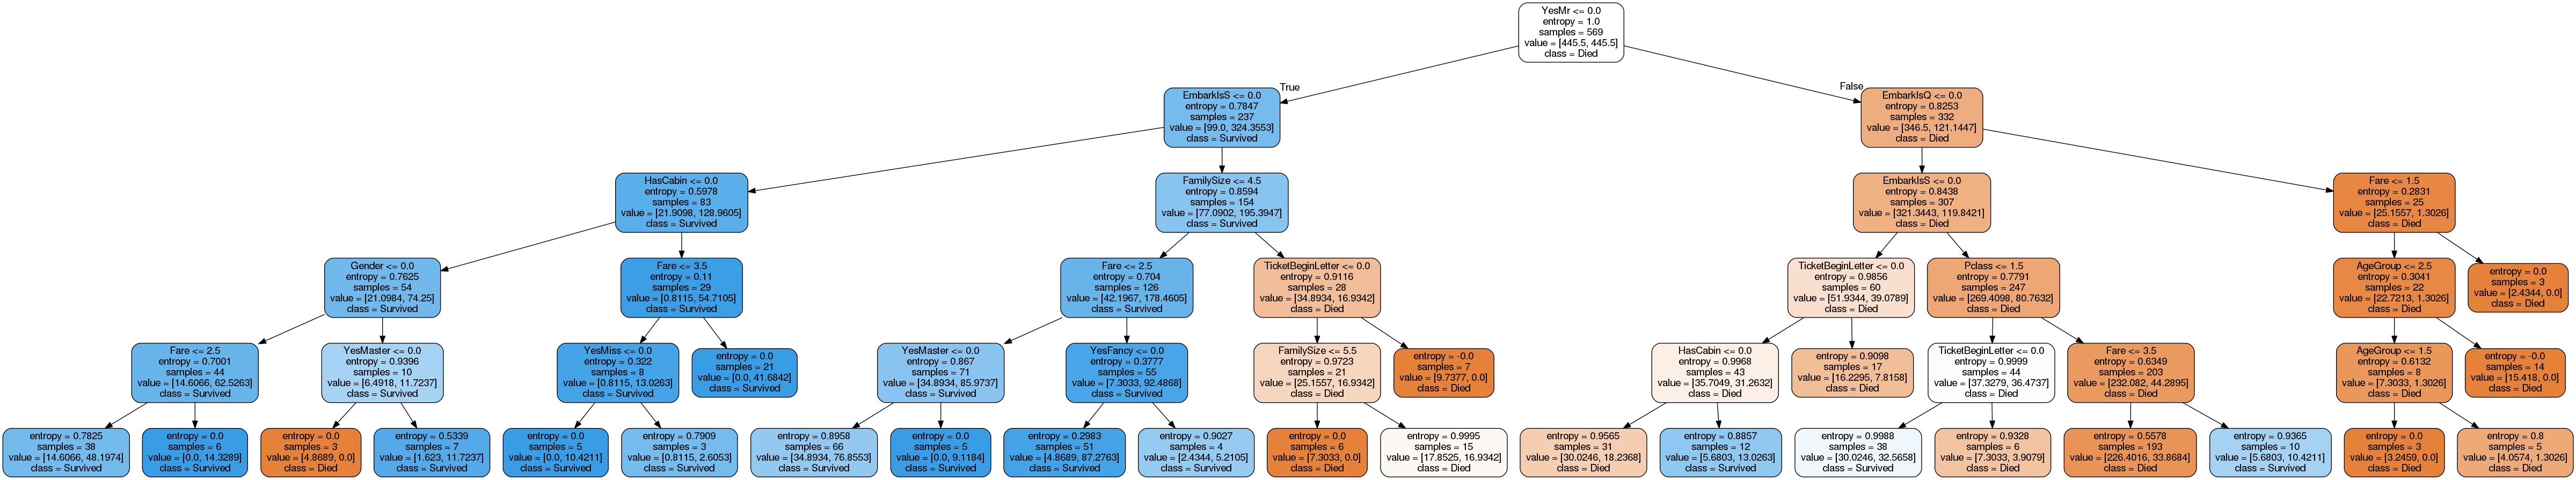 YesMr <= 0.0
entropy = 1.0
samples = 569
value = [445.5, 445.5]
class = Died
True
False
EmbarkIsS <= 0.0
entropy = 0.7847
samples = 237
value = [99.0, 324.3553]
class = Survived
EmbarkIsQ <= 0.0
entropy = 0.8253
samples = 332
value = [346.5, 121.1447]
class = Died
HasCabin <= 0.0
entropy = 0.5978
samples = 83
value = [21.9098, 128.9605]
class = Survived
FamilySize <= 4.5
entropy = 0.8594
samples = 154
value = [77.0902, 195.3947]
class = Survived
EmbarkIsS <= 0.0
entropy = 0.8438
samples = 307
value = [321.3443, 119.8421]
class = Died
Fare <= 1.5
entropy = 0.2831
samples = 25
value = [25.1557, 1.3026]
class = Died
Gender <= 0.0
entropy = 0.7625
samples = 54
value = [21.0984, 74.25]
class = Survived
Fare <= 3.5
entropy = 0.11
samples = 29
value = [0.8115, 54.7105]
class = Survived
Fare <= 2.5
entropy = 0.704
samples = 126
value = [42.1967, 178.4605]
class = Survived
TicketBeginLetter <= 0.0
entropy = 0.9116
samples = 28
value = [34.8934, 16.9342]
class = Died
TicketBeginLetter <= 0.0
entropy = 0.9856
samples = 60
value = [51.9344, 39.0789]
class = Died
Pclass <= 1.5
entropy = 0.7791
samples = 247
value = [269.4098, 80.7632]
class = Died
AgeGroup <= 2.5
entropy = 0.3041
samples = 22
value = [22.7213, 1.3026]
class = Died
entropy = 0.0
samples = 3
value = [2.4344, 0.0]
class = Died
Fare <= 2.5
entropy = 0.7001
samples = 44
value = [14.6066, 62.5263]
class = Survived
YesMaster <= 0.0
entropy = 0.9396
samples = 10
value = [6.4918, 11.7237]
class = Survived
YesMiss <= 0.0
entropy = 0.322
samples = 8
value = [0.8115, 13.0263]
class = Survived
entropy = 0.0
samples = 21
value = [0.0, 41.6842]
class = Survived
YesMaster <= 0.0
entropy = 0.867
samples = 71
value = [34.8934, 85.9737]
class = Survived
YesFancy <= 0.0
entropy = 0.3777
samples = 55
value = [7.3033, 92.4868]
class = Survived
FamilySize <= 5.5
entropy = 0.9723
samples = 21
value = [25.1557, 16.9342]
class = Died
entropy = -0.0
samples = 7
value = [9.7377, 0.0]
class = Died
HasCabin <= 0.0
entropy = 0.9968
samples = 43
value = [35.7049, 31.2632]
class = Died
entropy = 0.9098
samples = 17
value = [16.2295, 7.8158]
class = Died
TicketBeginLetter <= 0.0
entropy = 0.9999
samples = 44
value = [37.3279, 36.4737]
class = Died
Fare <= 3.5
entropy = 0.6349
samples = 203
value = [232.082, 44.2895]
class = Died
AgeGroup <= 1.5
entropy = 0.6132
samples = 8
value = [7.3033, 1.3026]
class = Died
entropy = -0.0
samples = 14
value = [15.418, 0.0]
class = Died
entropy = 0.7825
samples = 38
value = [14.6066, 48.1974]
class = Survived
entropy = 0.0
samples = 6
value = [0.0, 14.3289]
class = Survived
entropy = 0.0
samples = 3
value = [4.8689, 0.0]
class = Died
entropy = 0.5339
samples = 7
value = [1.623, 11.7237]
class = Survived
entropy = 0.0
samples = 5
value = [0.0, 10.4211]
class = Survived
entropy = 0.7909
samples = 3
value = [0.8115, 2.6053]
class = Survived
entropy = 0.8958
samples = 66
value = [34.8934, 76.8553]
class = Survived
entropy = 0.0
samples = 5
value = [0.0, 9.1184]
class = Survived
entropy = 0.2983
samples = 51
value = [4.8689, 87.2763]
class = Survived
entropy = 0.9027
samples = 4
value = [2.4344, 5.2105]
class = Survived
entropy = 0.0
samples = 6
value = [7.3033, 0.0]
class = Died
entropy = 0.9995
samples = 15
value = [17.8525, 16.9342]
class = Died
entropy = 0.9565
samples = 31
value = [30.0246, 18.2368]
class = Died
entropy = 0.8857
samples = 12
value = [5.6803, 13.0263]
class = Survived
entropy = 0.9988
samples = 38
value = [30.0246, 32.5658]
class = Survived
entropy = 0.9328
samples = 6
value = [7.3033, 3.9079]
class = Died
entropy = 0.5578
samples = 193
value = [226.4016, 33.8684]
class = Died
entropy = 0.9365
samples = 10
value = [5.6803, 10.4211]
class = Survived
entropy = 0.0
samples = 3
value = [3.2459, 0.0]
class = Died
entropy = 0.8
samples = 5
value = [4.0574, 1.3026]
class = Died